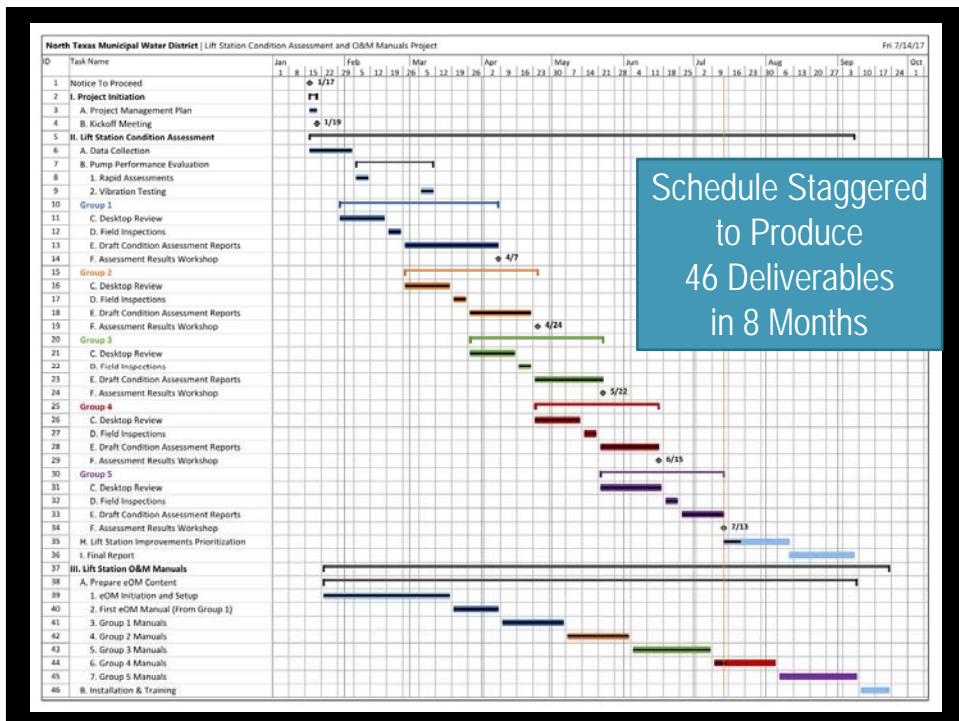 North Texas Municipal Water District | Lift Station Condition Assessment and O&M Manuals Project Fri 7/14/17
ID Task Name Jan Feb Mar Apr May Jun Jul Aug Sep Oct
1 8 15 22 29 5 12 19 26 5 12 19 26 2 9 16 23 30 7 14 21 28 4 11 18 25 2 9 16 23 30 6 13 20 27 3 10 17 24 1
1 Notice To Proceed 1/17
2 I. Project Initiation
3 A. Project Management Plan
4 B. Kickoff Meeting 1/19
5 II. Lift Station Condition Assessment
6 A. Data Collection
7 B. Pump Performance Evaluation
8 1. Rapid Assessments
9 2. Vibration Testing
10 Group 1
11 C. Desktop Review
12 D. Field Inspections
13 E. Draft Condition Assessment Reports
14 F. Assessment Results Workshop 4/7
15 Group 2
16 C. Desktop Review
17 D. Field Inspections
18 E. Draft Condition Assessment Reports
19 F. Assessment Results Workshop 4/24
20 Group 3
21 C. Desktop Review
22 D. Field Inspections
23 E. Draft Condition Assessment Reports
24 F. Assessment Results Workshop 5/22
25 Group 4
26 C. Desktop Review
27 D. Field Inspections
28 E. Draft Condition Assessment Reports
29 F. Assessment Results Workshop 6/15
30 Group 5
31 C. Desktop Review
32 D. Field Inspections
33 E. Draft Condition Assessment Reports
34 F. Assessment Results Workshop 7/13
35 H. Lift Station Improvements Prioritization
36 I. Final Report
37 III. Lift Station O&M Manuals
38 A. Prepare eOM Content
39 1. eOM Initiation and Setup
40 2. First eOM Manual (From Group 1)
41 3. Group 1 Manuals
42 4. Group 2 Manuals
43 5. Group 3 Manuals
44 6. Group 4 Manuals
45 7. Group 5 Manuals
46 B. Installation & Training
Schedule Staggered
to Produce
46 Deliverables
in 8 Months